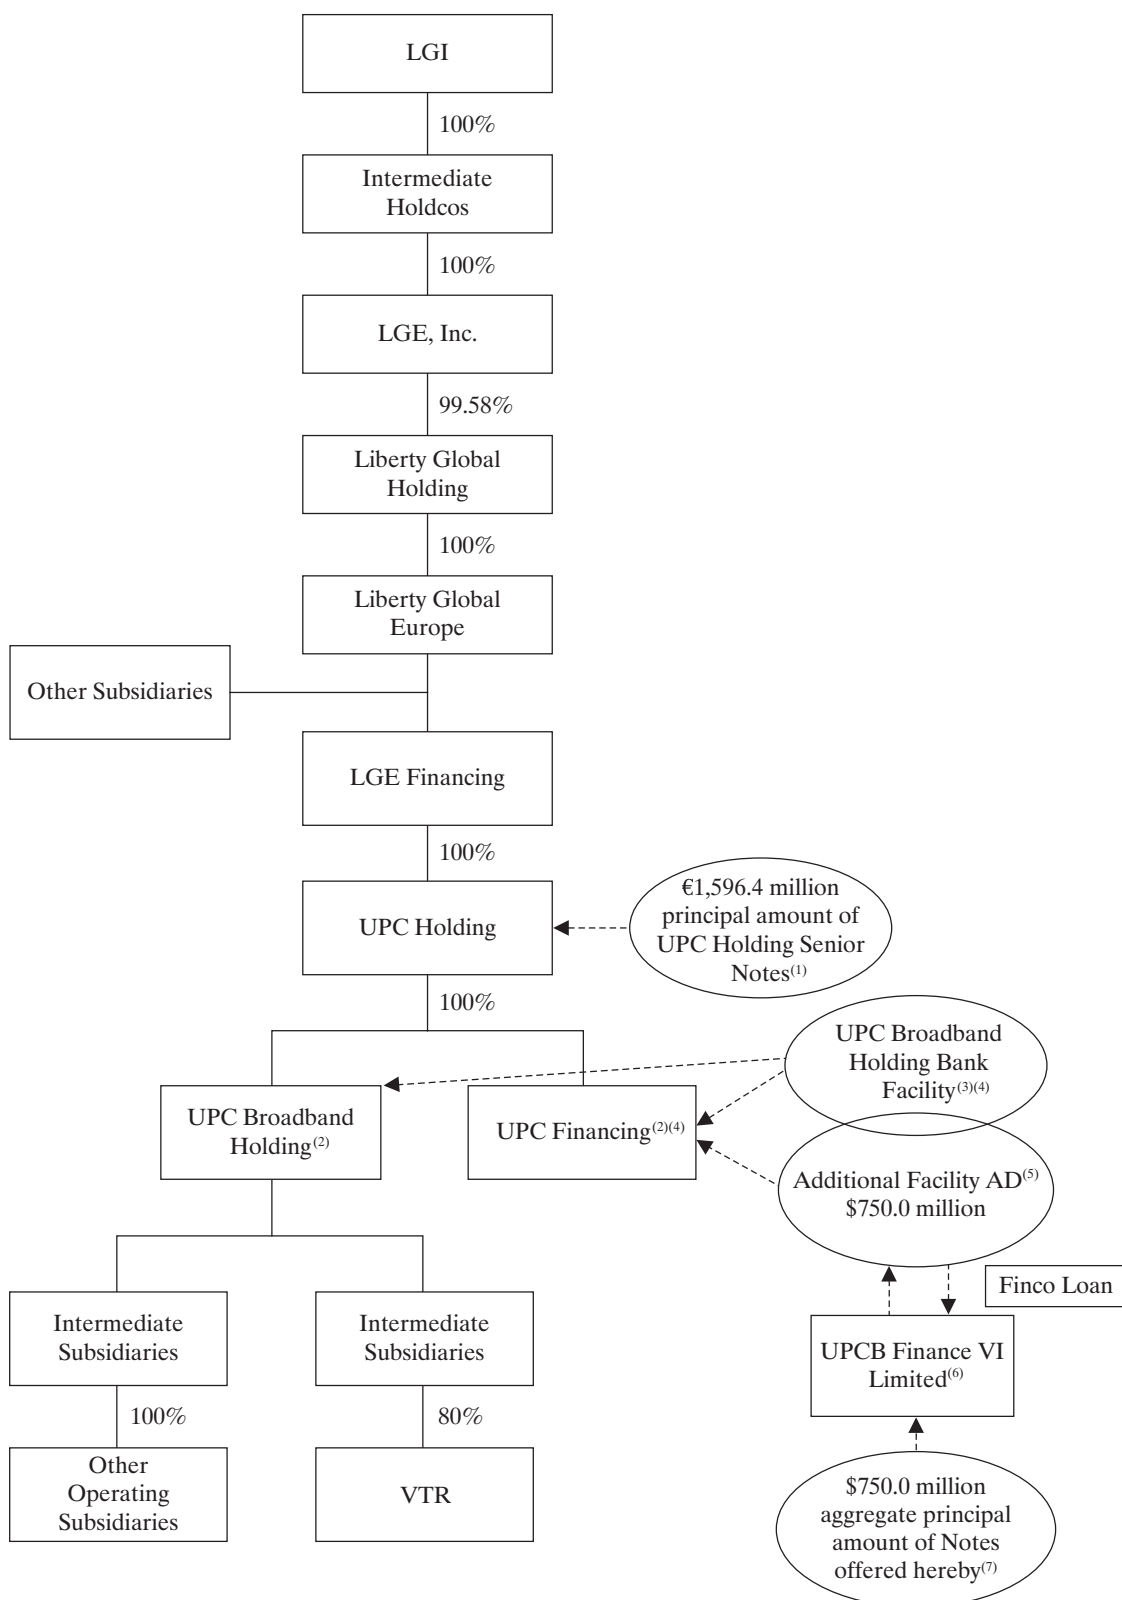 LGI
100%
Intermediate
Holdcos
100%
LGE, Inc.
99.58%
Liberty Global
Holding
100%
Liberty Global
Europe
Other Subsidiaries
LGE Financing
100%
UPC Holding
€1,596.4 million
principal amount of
UPC Holding Senior
Notes(1)
100%
UPC Broadband
Holding Bank
Facility(3)(4)
UPC Broadband
Holding(2)
UPC Financing(2)(4)
Additional Facility AD(5)
$750.0 million
Finco Loan
Intermediate
Subsidiaries
Intermediate
Subsidiaries
UPCB Finance VI
Limited(6)
100%
80%
Other
Operating
Subsidiaries
VTR
$750.0 million
aggregate principal
amount of Notes
offered hereby(7)